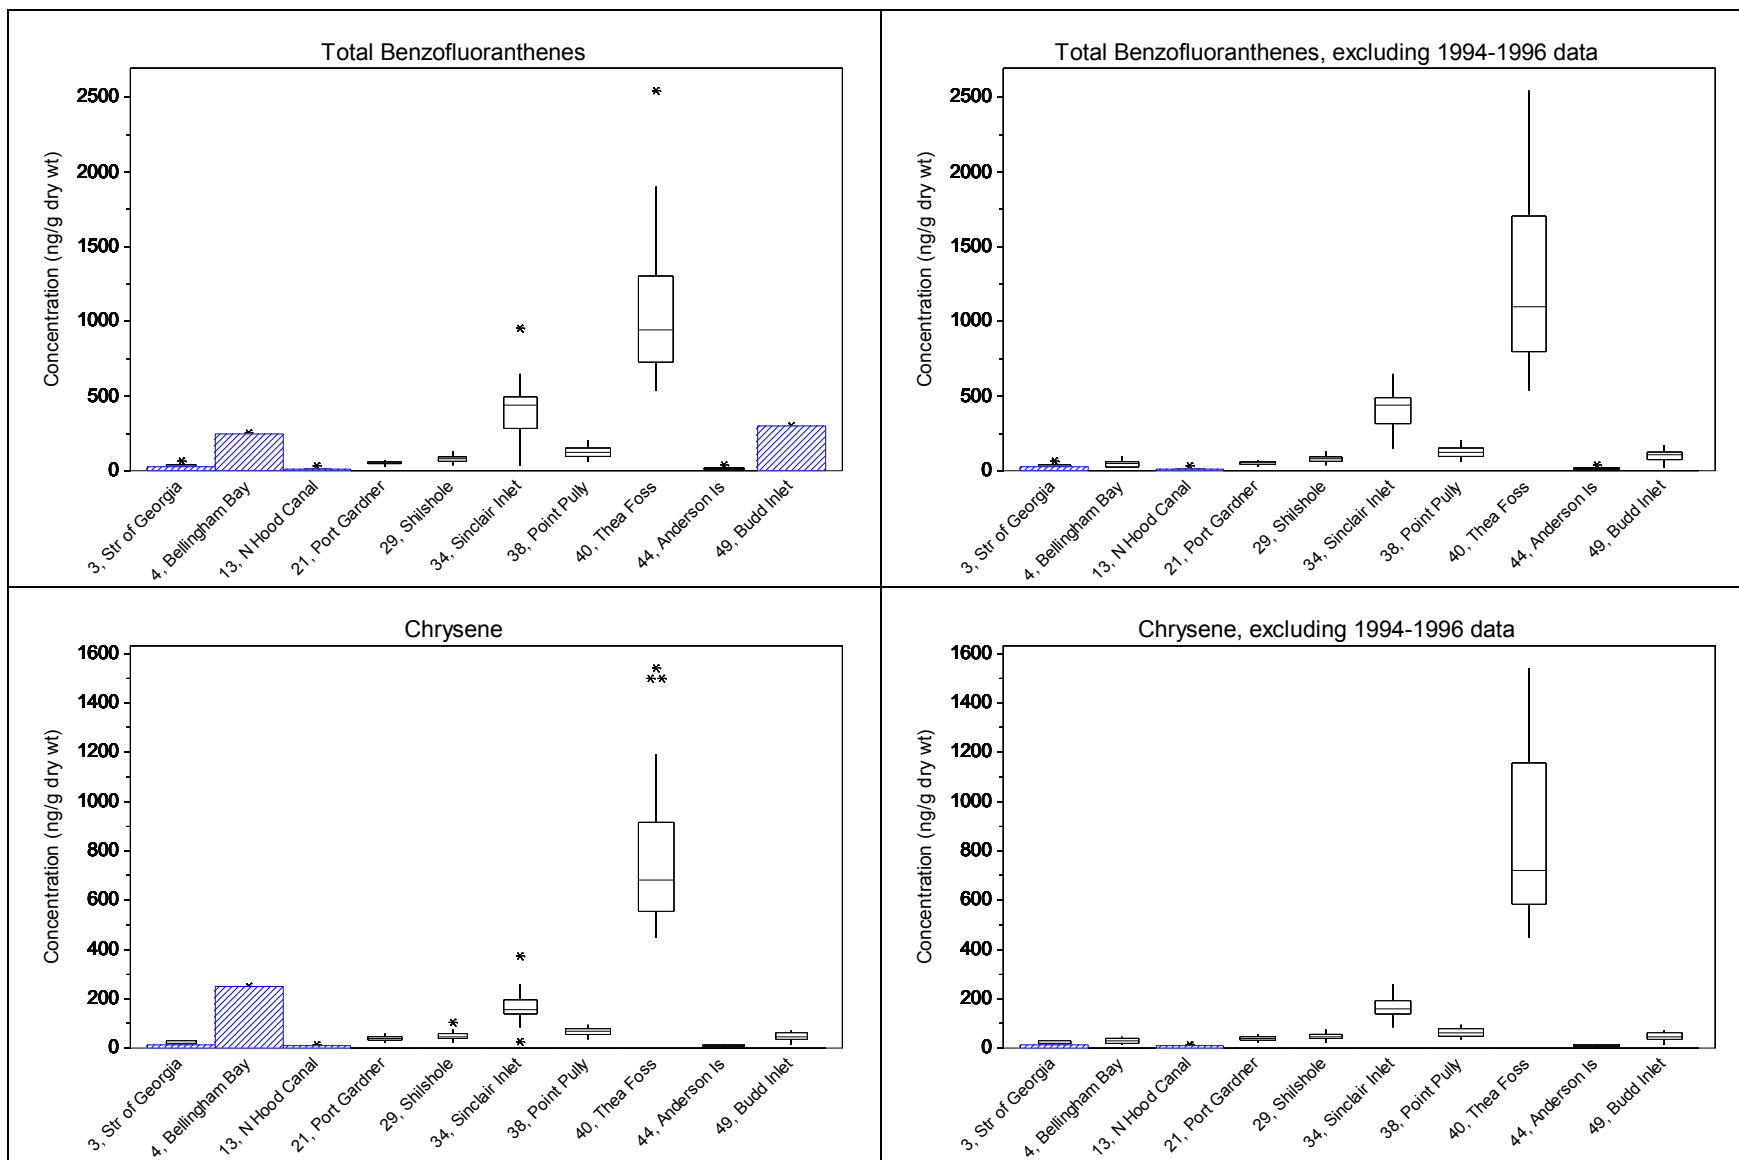 Total Benzofluoranthenes
Concentration (ng/g dry wt)
2500
2000
1500
1000
500
0
3, Str of Georgia
4, Bellingham Bay
13, N Hood Canal
21, Port Gardner
29, Shilshole
34, Sinclair Inlet
38, Point Pully
40, Thea Foss
44, Anderson Is
49, Budd Inlet
Total Benzofluoranthenes, excluding 1994-1996 data
Concentration (ng/g dry wt)
2500
2000
1500
1000
500
0
3, Str of Georgia
4, Bellingham Bay
13, N Hood Canal
21, Port Gardner
29, Shilshole
34, Sinclair Inlet
38, Point Pully
40, Thea Foss
44, Anderson Is
49, Budd Inlet
Chrysene
Concentration (ng/g dry wt)
1600
1400
1200
1000
800
600
400
200
0
3, Str of Georgia
4, Bellingham Bay
13, N Hood Canal
21, Port Gardner
29, Shilshole
34, Sinclair Inlet
38, Point Pully
40, Thea Foss
44, Anderson Is
49, Budd Inlet
Chrysene, excluding 1994-1996 data
Concentration (ng/g dry wt)
1600
1400
1200
1000
800
600
400
200
0
3, Str of Georgia
4, Bellingham Bay
13, N Hood Canal
21, Port Gardner
29, Shilshole
34, Sinclair Inlet
38, Point Pully
40, Thea Foss
44, Anderson Is
49, Budd Inlet